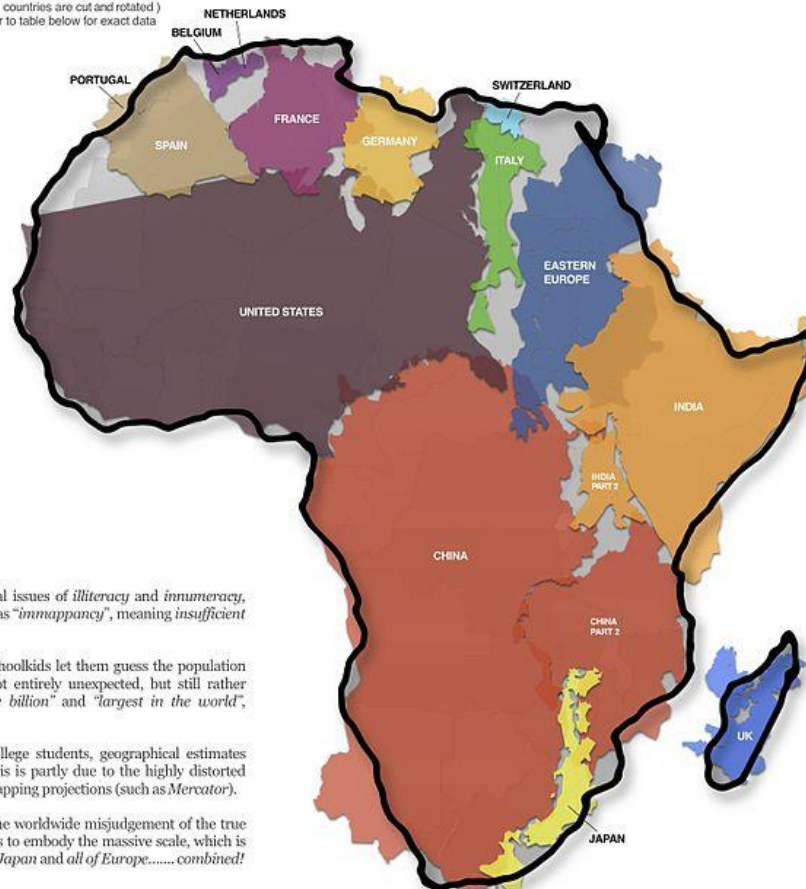 countries are cut and rotated )
r to table below for exact data
NETHERLANDS
BELGIUM
PORTUGAL
SWITZERLAND
SPAIN
FRANCE
GERMANY
ITALY
EASTERN
EUROPE
UNITED STATES
INDIA
INDIA
PART 2
CHINA
CHINA
PART 2
UK
JAPAN
al issues of illiteracy and innumeracy,
as “immappancy”, meaning insufficient
hoolkids let them guess the population
ot entirely unexpected, but still rather
billion” and “largest in the world”,
llege students, geographical estimates
is is partly due to the highly distorted
apping projections (such as Mercator).
he worldwide misjudgement of the true
s to embody the massive scale, which is
Japan and all of Europe....... combined!